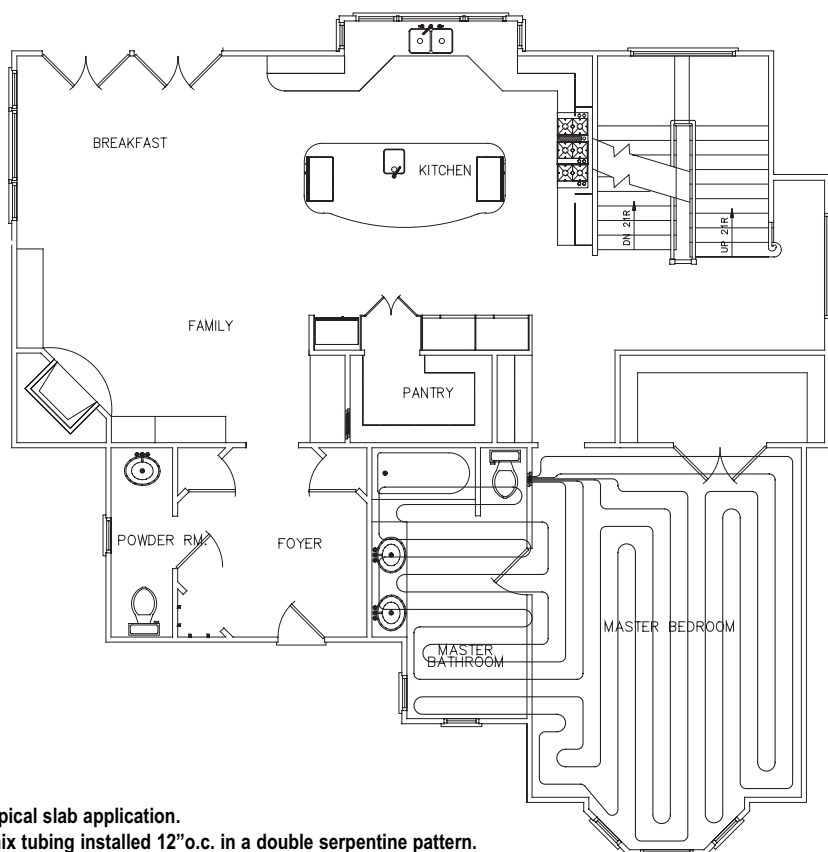 BREAKFAST
KITCHEN
DN 21R
UP 21R
FAMILY
PANTRY
POWDER RM.
FOYER
MASTER BEDROOM
MASTER
BATHROOM
pical slab application.
ix tubing installed 12”o.c. in a double serpentine pattern.